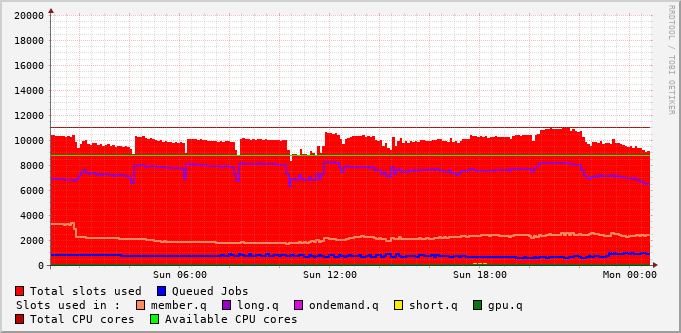 20000
18000
16000
14000
12000
10000
8000
6000
4000
2000
0
Sun 06:00 Sun 12:00 Sun 18:00 Mon 00:00
RRDTOOL / TOBI OETIKER
Total slots used Queued Jobs
Slots used in : member.q long.q ondemand.q short.q gpu.q
Total CPU cores Available CPU cores